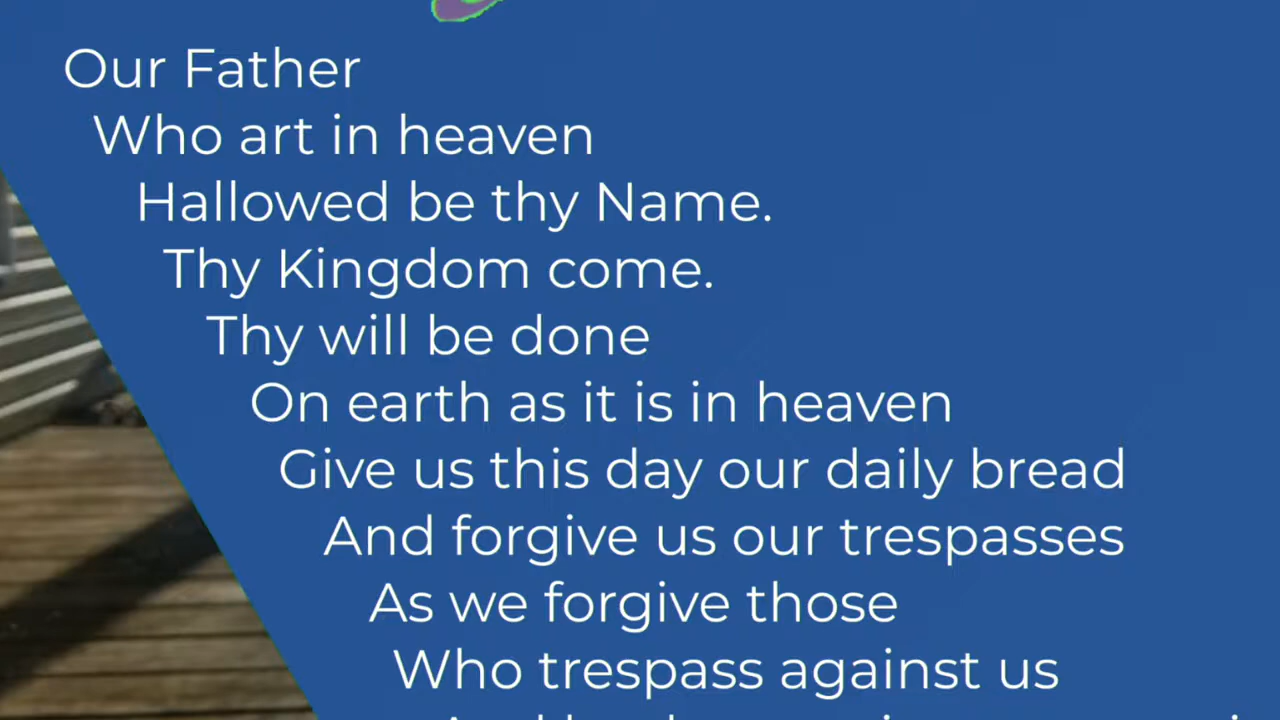 Our Father
Who art in heaven
Hallowed be thy Name.
Thy Kingdom come.
Thy will be done
On earth as it is in heaven
Give us this day our daily bread
And forgive us our trespasses
As we forgive those
Who trespass against us